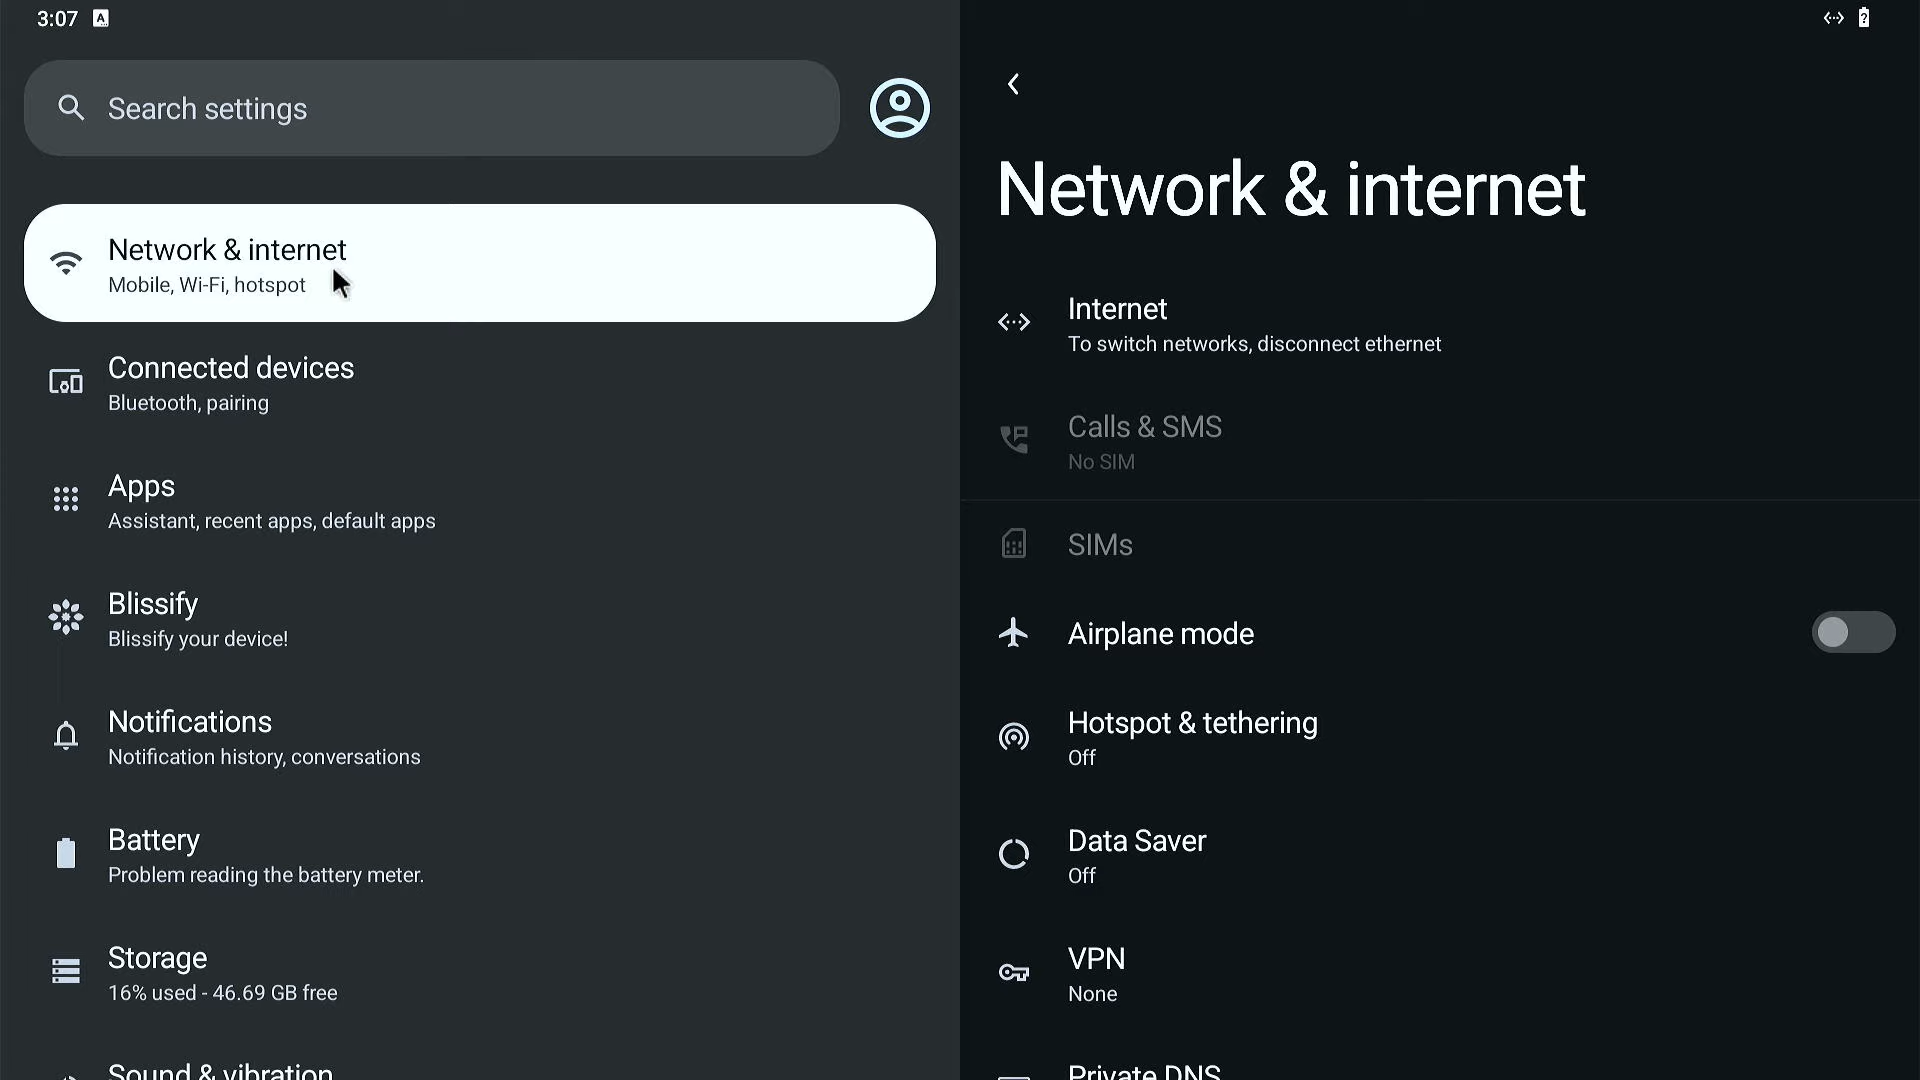 3:07
Search settings
Network & internet
Mobile, Wi-Fi, hotspot
Connected devices
Bluetooth, pairing
Apps
Assistant, recent apps, default apps
Blissify
Blissify your device!
Notifications
Notification history, conversations
Battery
Problem reading the battery meter.
Storage
16% used - 46.69 GB free
Sound & vibration
Network & internet
Internet
To switch networks, disconnect ethernet
Calls & SMS
No SIM
SIMs
Airplane mode
Hotspot & tethering
Off
Data Saver
Off
VPN
None
Private DNS